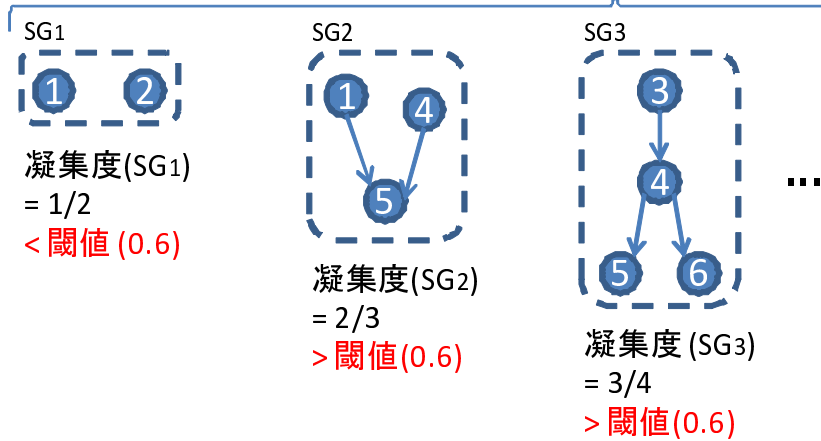 SG1
1 2
凝集度(SG1)
= 1/2
< 閾値 (0.6)
SG2
1 4
5
凝集度(SG2)
= 2/3
> 閾値(0.6)
SG3
3
4
5 6
凝集度(SG3)
= 3/4
> 閾値(0.6)
...